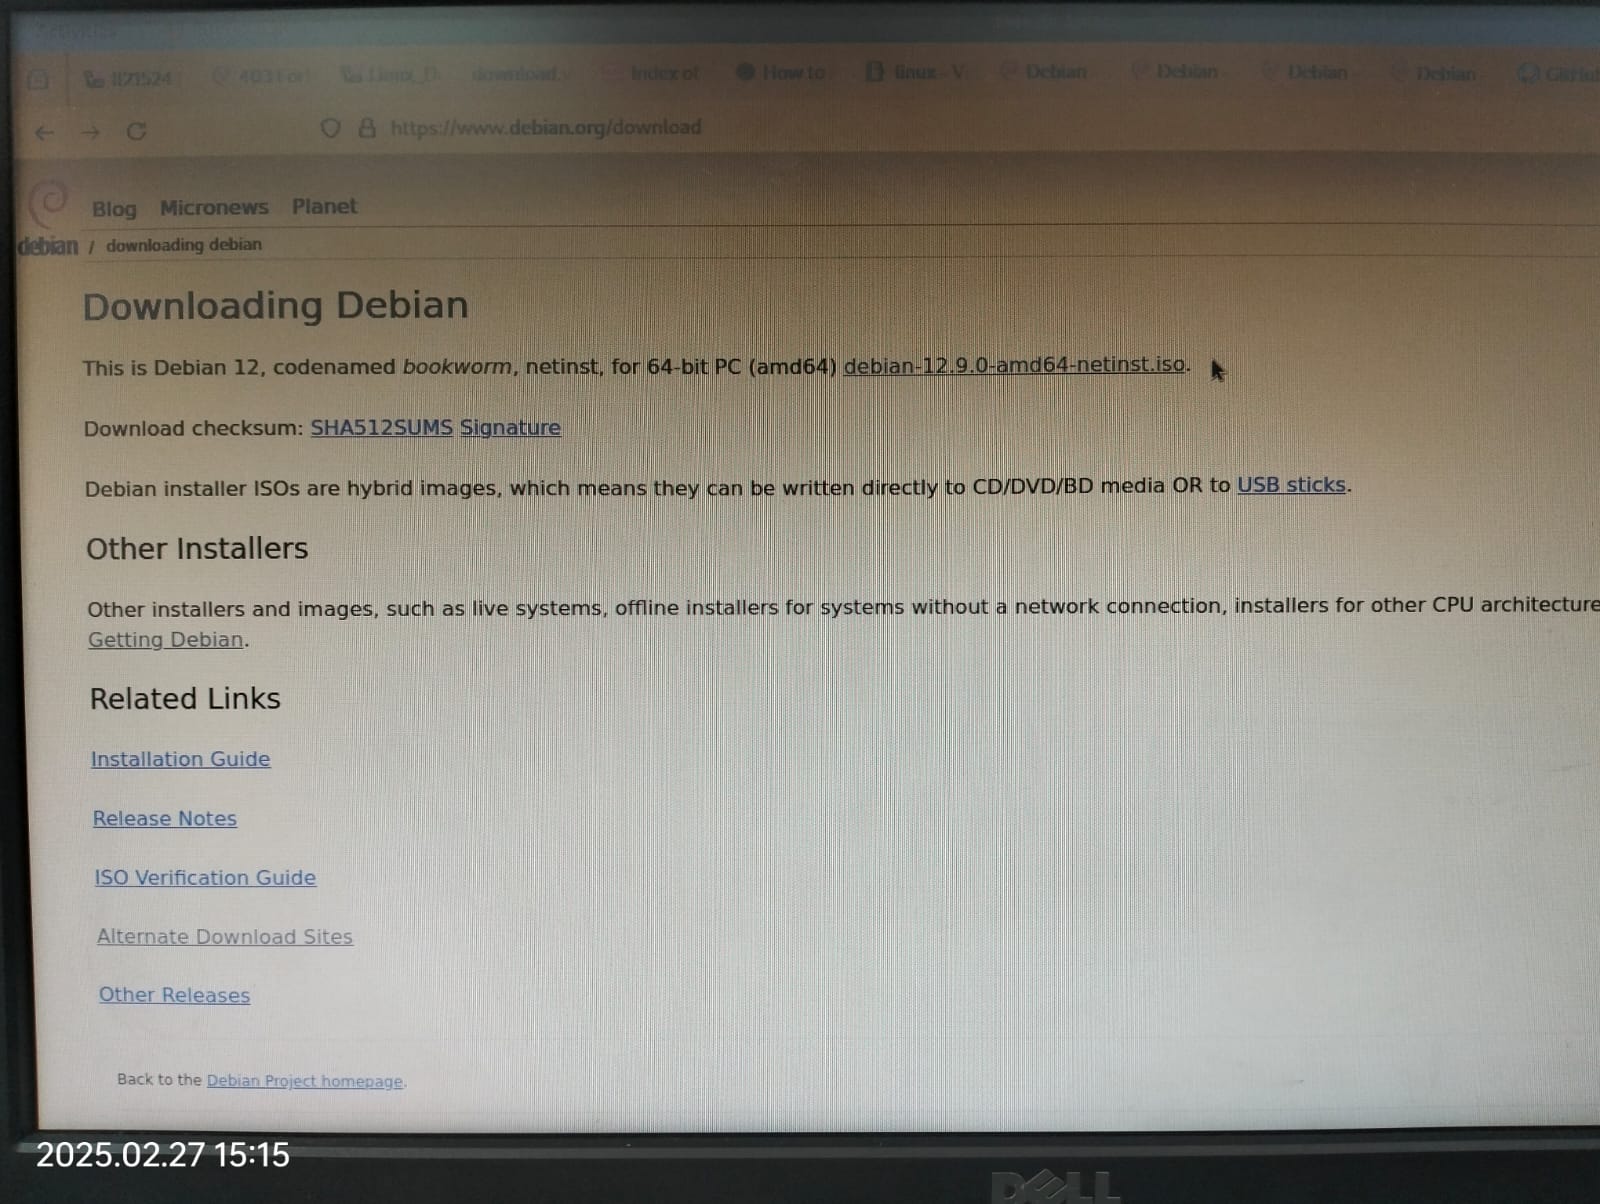 1121524 403 Forl Linux_D download.v Index of How to linux - V Debian Debian Debian Debian GitHub
https://www.debian.org/download
Blog Micronews Planet
debian / downloading debian
Downloading Debian
This is Debian 12, codenamed bookworm, netinst, for 64-bit PC (amd64) debian-12.9.0-amd64-netinst.iso.
Download checksum: SHA512SUMS Signature
Debian installer ISOs are hybrid images, which means they can be written directly to CD/DVD/BD media OR to USB sticks.
Other Installers
Other installers and images, such as live systems, offline installers for systems without a network connection, installers for other CPU architecture
Getting Debian.
Related Links
Installation Guide
Release Notes
ISO Verification Guide
Alternate Download Sites
Other Releases
Back to the Debian Project homepage.
2025.02.27 15:15
DELL